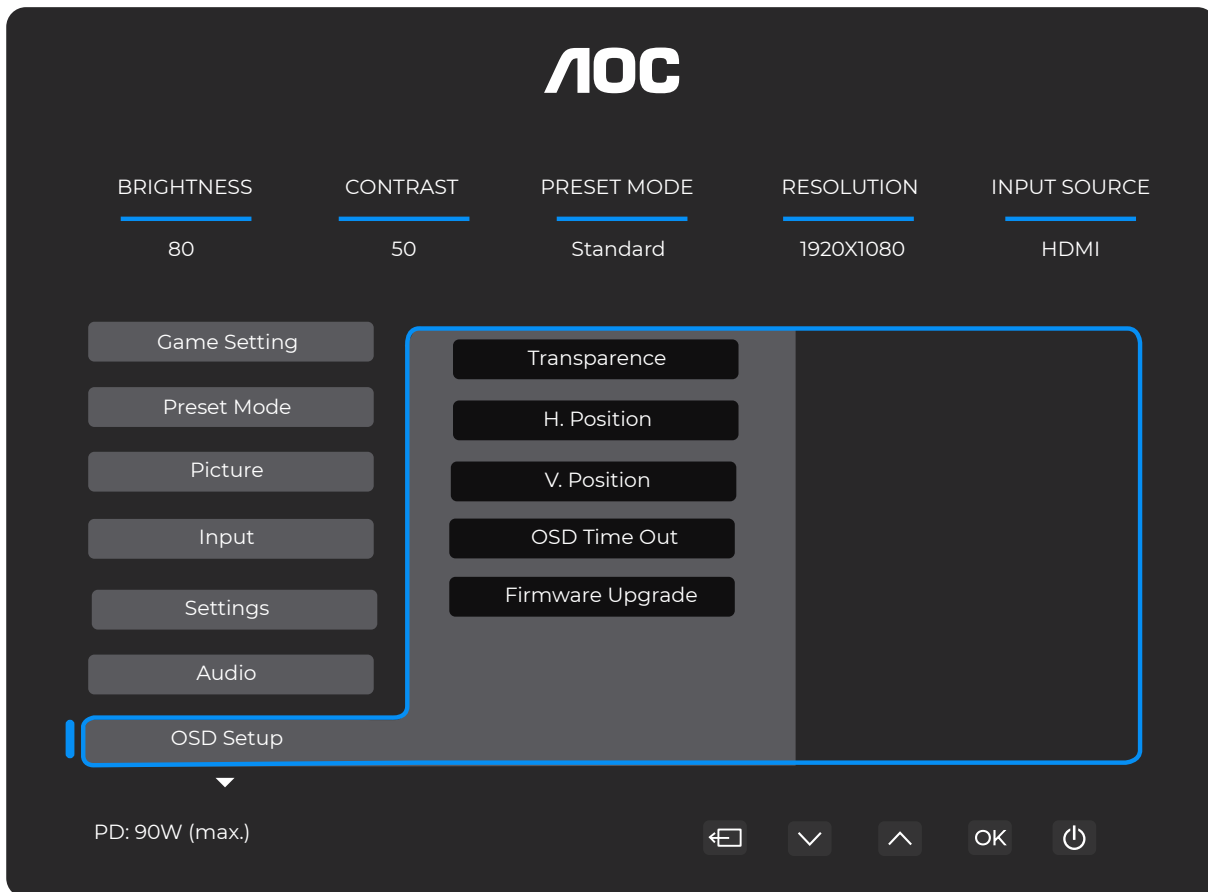 AOC
BRIGHTNESS CONTRAST PRESET MODE RESOLUTION INPUT SOURCE
80 50 Standard 1920X1080 HDMI
Game Setting
Preset Mode
Picture
Input
Settings
Audio
OSD Setup
Transparence
H. Position
V. Position
OSD Time Out
Firmware Upgrade
PD: 90W (max.)
OK